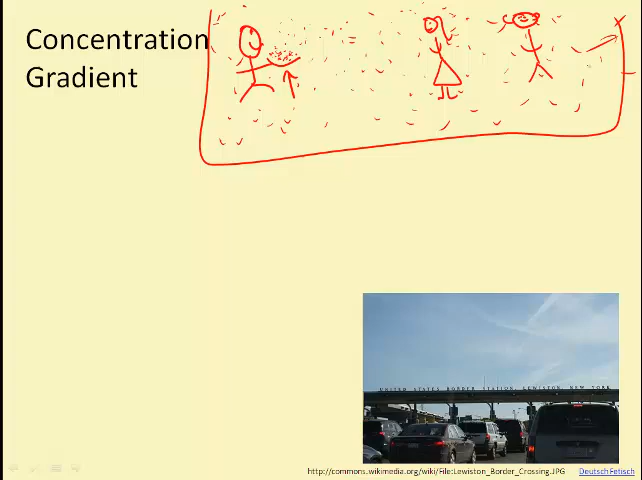 Concentration
Gradient
UNITED STATES BORDER STATION, LEWISTON, NEW YORK
http://commons.wikimedia.org/wiki/File:Lewiston_Border_Crossing.JPG DeutschFetisch